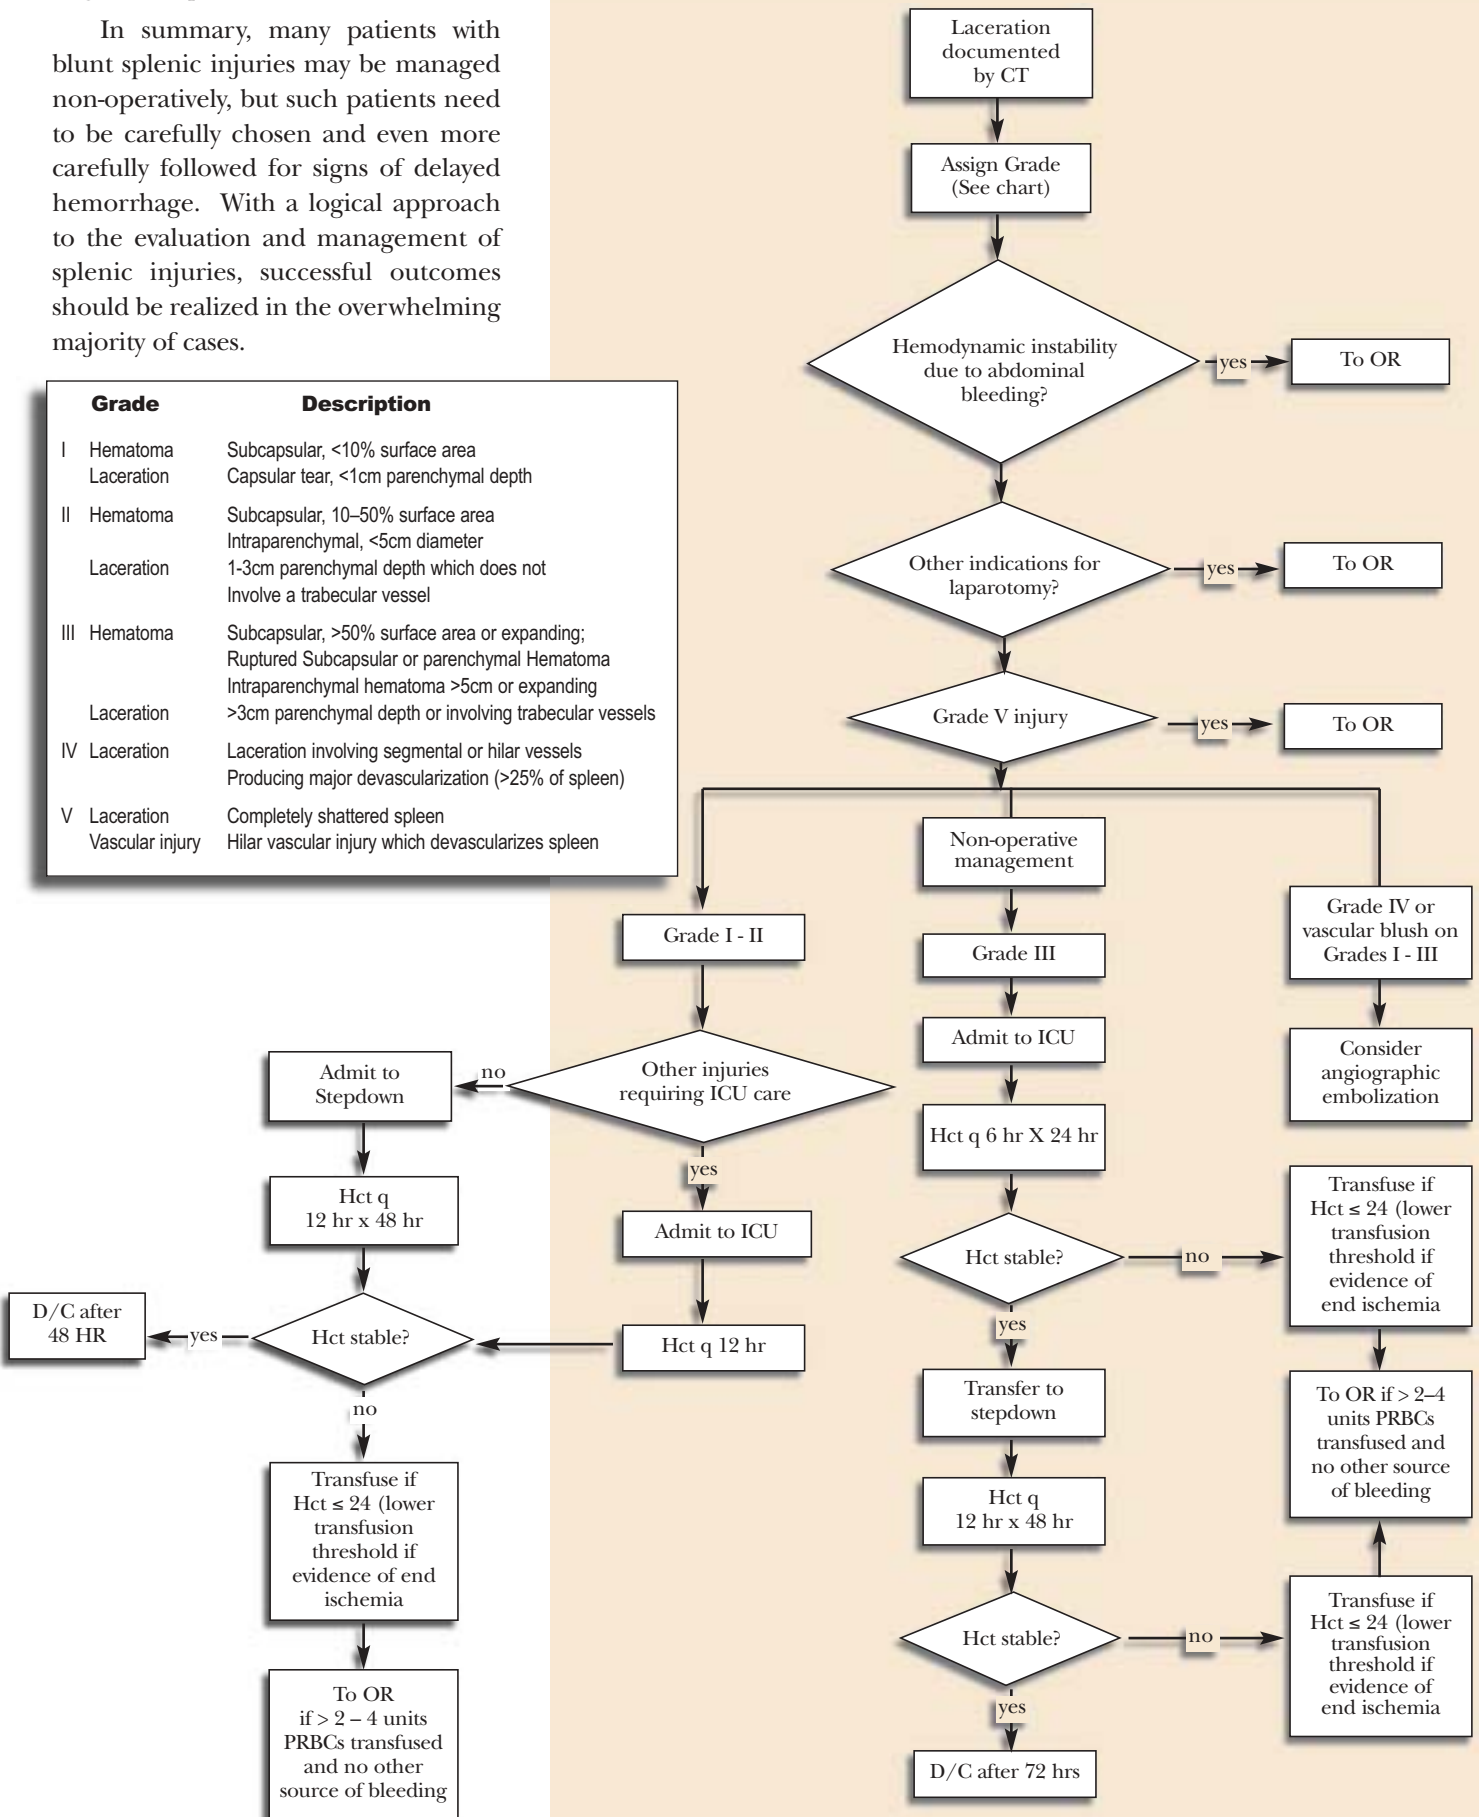 In summary, many patients with
blunt splenic injuries may be managed
non-operatively, but such patients need
to be carefully chosen and even more
carefully followed for signs of delayed
hemorrhage. With a logical approach
to the evaluation and management of
splenic injuries, successful outcomes
should be realized in the overwhelming
majority of cases.
Grade Description
I Hematoma Subcapsular, <10% surface area
Laceration Capsular tear, <1cm parenchymal depth
II Hematoma Subcapsular, 10–50% surface area
Intraparenchymal, <5cm diameter
Laceration 1-3cm parenchymal depth which does not
Involve a trabecular vessel
III Hematoma Subcapsular, >50% surface area or expanding;
Ruptured Subcapsular or parenchymal Hematoma
Intraparenchymal hematoma >5cm or expanding
Laceration >3cm parenchymal depth or involving trabecular vessels
IV Laceration Laceration involving segmental or hilar vessels
Producing major devascularization (>25% of spleen)
V Laceration Completely shattered spleen
Vascular injury Hilar vascular injury which devascularizes spleen
Laceration
documented
by CT
Assign Grade
(See chart)
Hemodynamic instability
due to abdominal
bleeding?
yes
To OR
Other indications for
laparotomy?
yes
To OR
Grade V injury
yes
To OR
Grade I - II
Other injuries
requiring ICU care
no
Admit to
Stepdown
Hct q
12 hr x 48 hr
yes
Admit to ICU
Hct q 12 hr
Hct stable?
yes
D/C after
48 HR
no
Transfuse if
Hct ≤ 24 (lower
transfusion
threshold if
evidence of end
ischemia
To OR
if > 2 – 4 units
PRBCs transfused
and no other
source of bleeding
Non-operative
management
Grade III
Admit to ICU
Hct q 6 hr X 24 hr
Hct stable?
no
yes
Transfer to
stepdown
Hct q
12 hr x 48 hr
Hct stable?
no
yes
D/C after 72 hrs
Grade IV or
vascular blush on
Grades I - III
Consider
angiographic
embolization
Transfuse if
Hct ≤ 24 (lower
transfusion
threshold if
evidence of
end ischemia
To OR if > 2–4
units PRBCs
transfused and
no other source
of bleeding
Transfuse if
Hct ≤ 24 (lower
transfusion
threshold if
evidence of
end ischemia